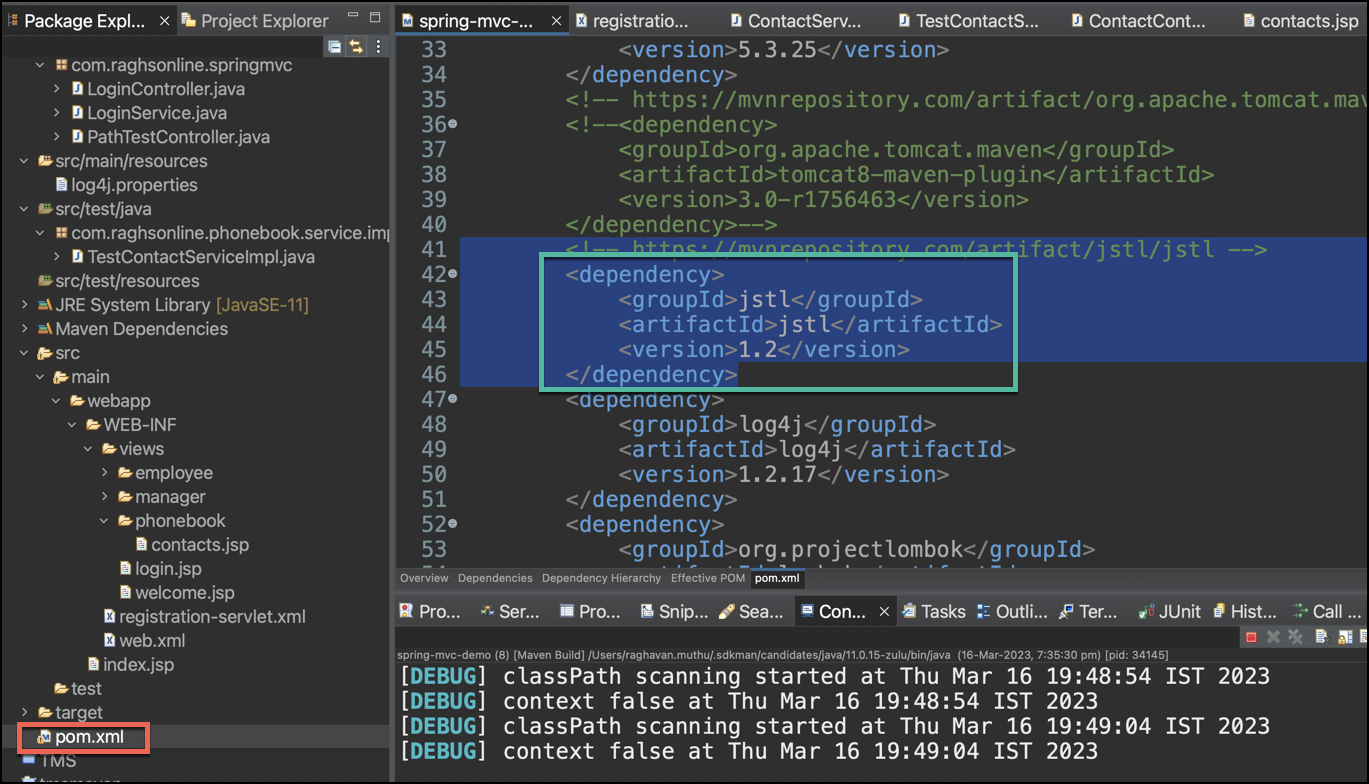 Package Expl...
Project Explorer
com.raghsonline.springmvc
LoginController.java
LoginService.java
PathTestController.java
src/main/resources
log4j.properties
src/test/java
com.raghsonline.phonebook.service.imp
TestContactServiceImpl.java
src/test/resources
JRE System Library [JavaSE-11]
Maven Dependencies
src
main
webapp
WEB-INF
views
employee
manager
phonebook
contacts.jsp
login.jsp
welcome.jsp
registration-servlet.xml
web.xml
index.jsp
test
target
pom.xml
TMS
spring-mvc-...
registratio...
ContactServ...
TestContactS...
ContactCont...
contacts.jsp
33 <version>5.3.25</version>
34 </dependency>
35 <!-- https://mvnrepository.com/artifact/org.apache.tomcat.mav
36 <!--<dependency>
37 <groupId>org.apache.tomcat.maven</groupId>
38 <artifactId>tomcat8-maven-plugin</artifactId>
39 <version>3.0-r1756463</version>
40 </dependency>-->
41 <!-- https://mvnrepository.com/artifact/jstl/jstl -->
42 <dependency>
43 <groupId>jstl</groupId>
44 <artifactId>jstl</artifactId>
45 <version>1.2</version>
46 </dependency>
47 <dependency>
48 <groupId>log4j</groupId>
49 <artifactId>log4j</artifactId>
50 <version>1.2.17</version>
51 </dependency>
52 <dependency>
53 <groupId>org.projectlombok</groupId>
Overview Dependencies Dependency Hierarchy Effective POM pom.xml
Pro... Ser... Pro... Snip... Sea... Con... Tasks Outli... Ter... JUnit Hist... Call ...
spring-mvc-demo (8) [Maven Build] /Users/raghavan.muthu/.sdkman/candidates/java/11.0.15-zulu/bin/java (16-Mar-2023, 7:35:30 pm) [pid: 34145]
[DEBUG] classPath scanning started at Thu Mar 16 19:48:54 IST 2023
[DEBUG] context false at Thu Mar 16 19:48:54 IST 2023
[DEBUG] classPath scanning started at Thu Mar 16 19:49:04 IST 2023
[DEBUG] context false at Thu Mar 16 19:49:04 IST 2023